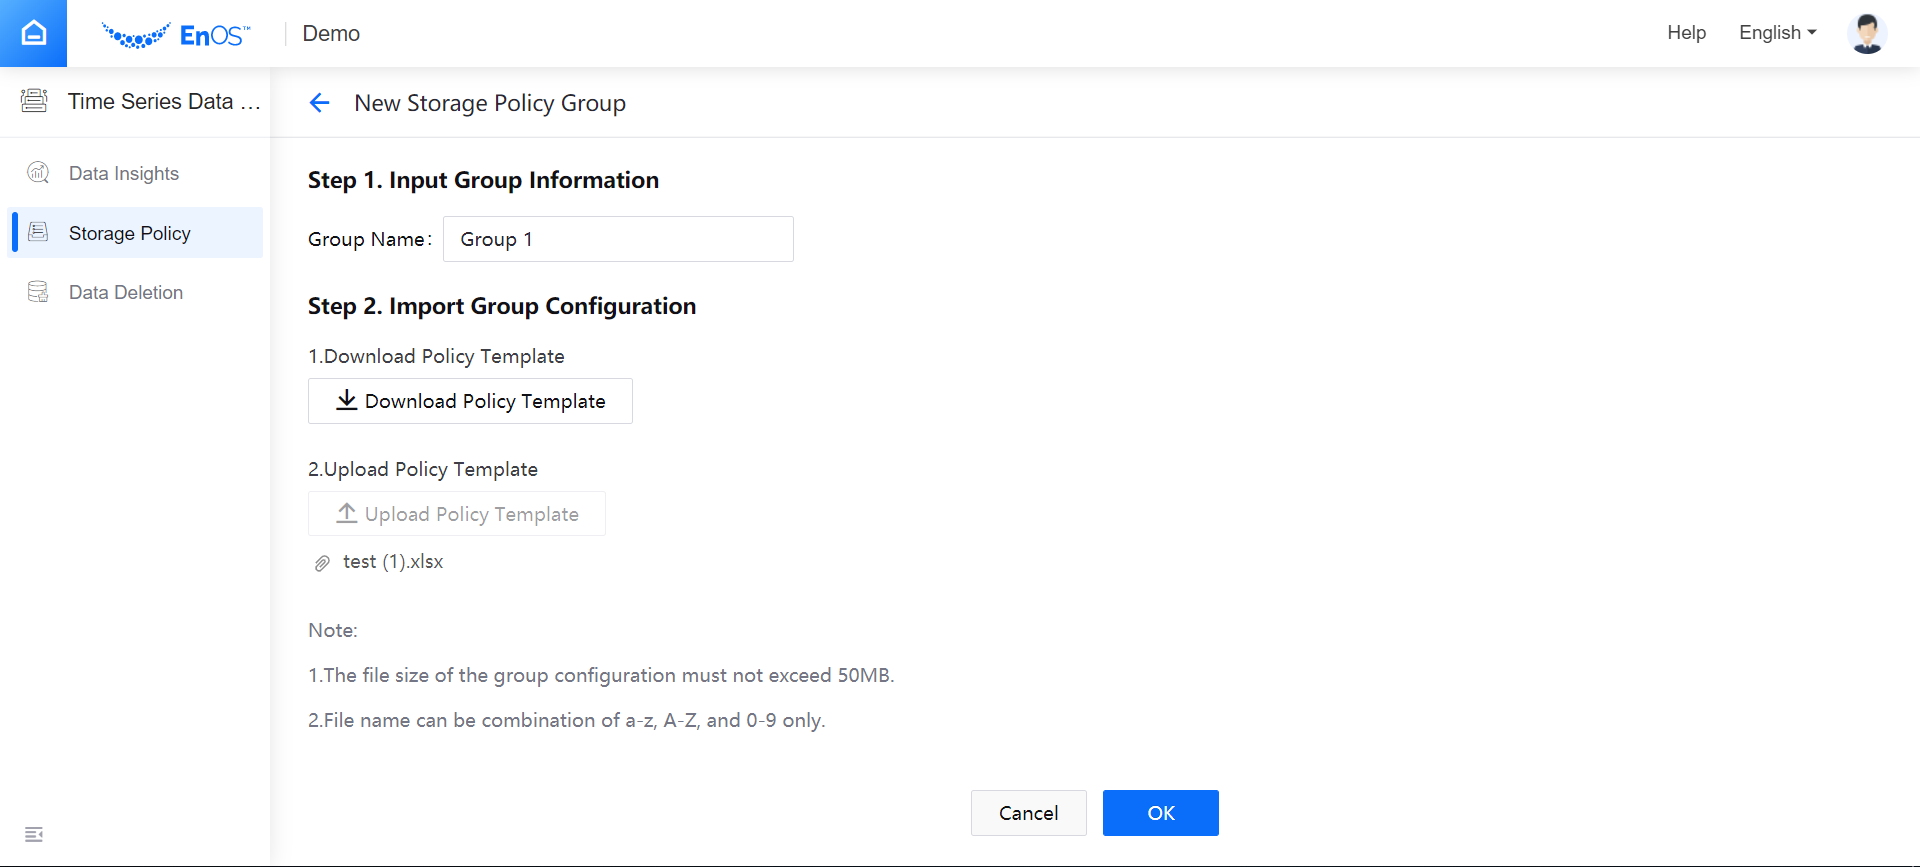 EnOS™ Demo Help English
Time Series Data ...
New Storage Policy Group
Data Insights
Storage Policy
Data Deletion
Step 1. Input Group Information
Group Name: Group 1
Step 2. Import Group Configuration
1.Download Policy Template
Download Policy Template
2.Upload Policy Template
Upload Policy Template
test (1).xlsx
Note:
1.The file size of the group configuration must not exceed 50MB.
2.File name can be combination of a-z, A-Z, and 0-9 only.
Cancel OK